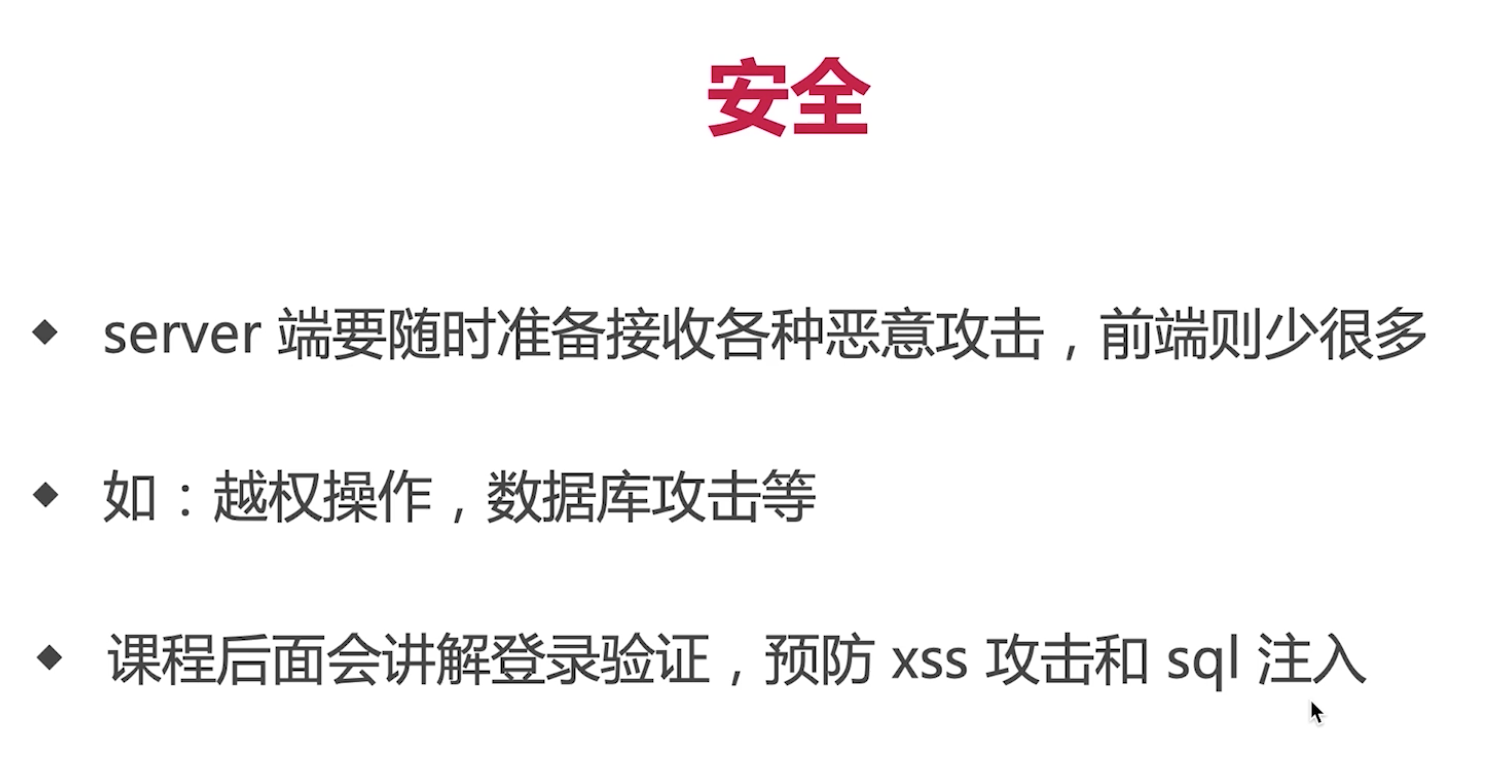 安全
◆ server 端要随时准备接收各种恶意攻击，前端则少很多
◆ 如：越权操作，数据库攻击等
◆ 课程后面会讲解登录验证，预防 xss 攻击和 sql 注入